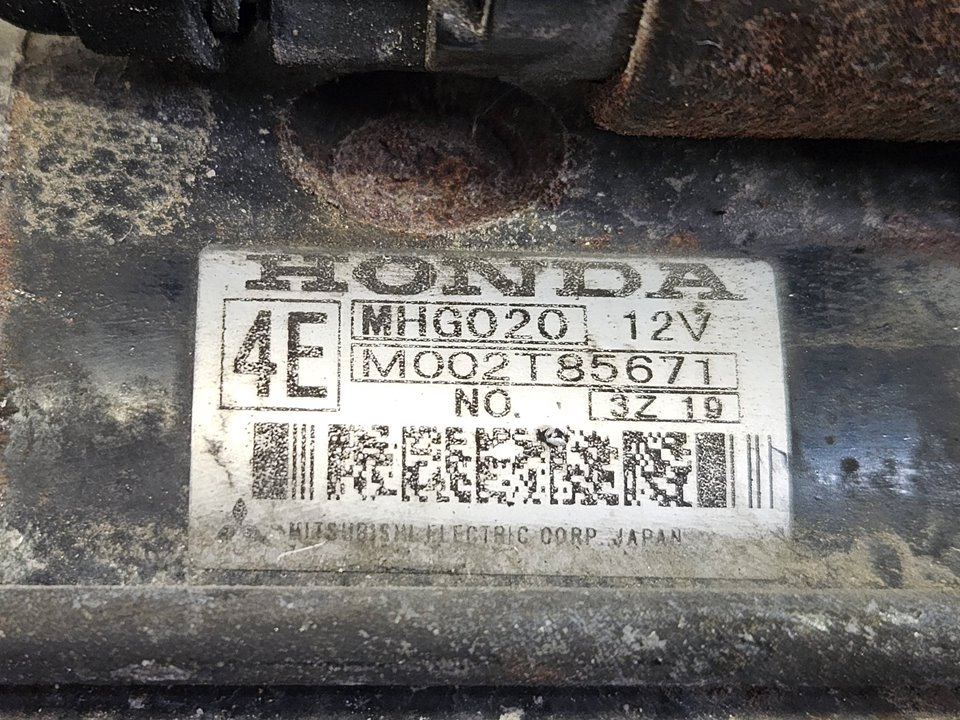 HONDA
4E MHG020 12V
M002T85671
NO. 3Z 19
MITSUBISHI ELECTRIC CORP. JAPAN